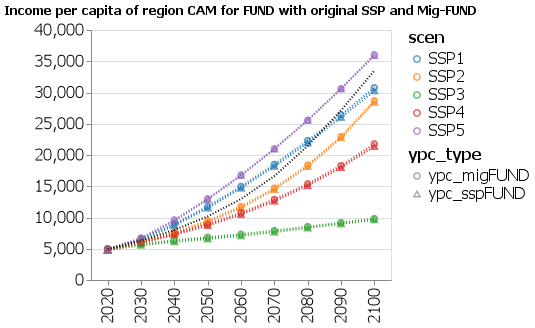 Income per capita of region CAM for FUND with original SSP and Mig-FUND
40,000
35,000
30,000
25,000
20,000
15,000
10,000
5,000
0
2020
2030
2040
2050
2060
2070
2080
2090
2100
scen
SSP1
SSP2
SSP3
SSP4
SSP5
ypc_type
ypc_migFUND
ypc_sspFUND